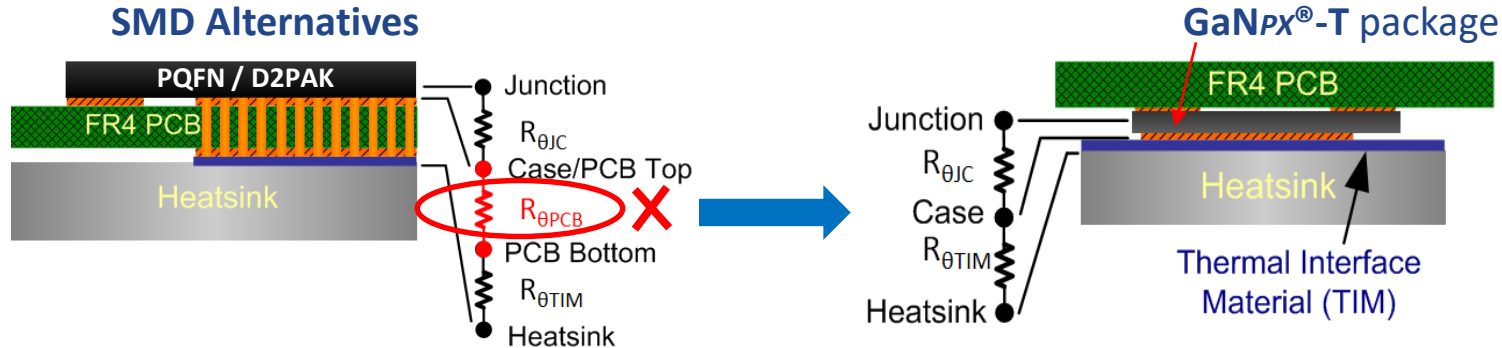 SMD Alternatives
PQFN / D2PAK
FR4 PCB
Heatsink
Junction
RθJC
Case/PCB Top
RθPCB
X
PCB Bottom
RθTIM
Heatsink
GaNPX®-T package
FR4 PCB
Junction
RθJC
Case
RθTIM
Heatsink
Heatsink
Thermal Interface
Material (TIM)